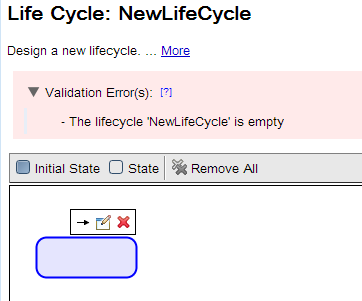 Life Cycle: NewLifeCycle
Design a new lifecycle. ... More
Validation Error(s): [?]
- The lifecycle 'NewLifeCycle' is empty
Initial State State Remove All